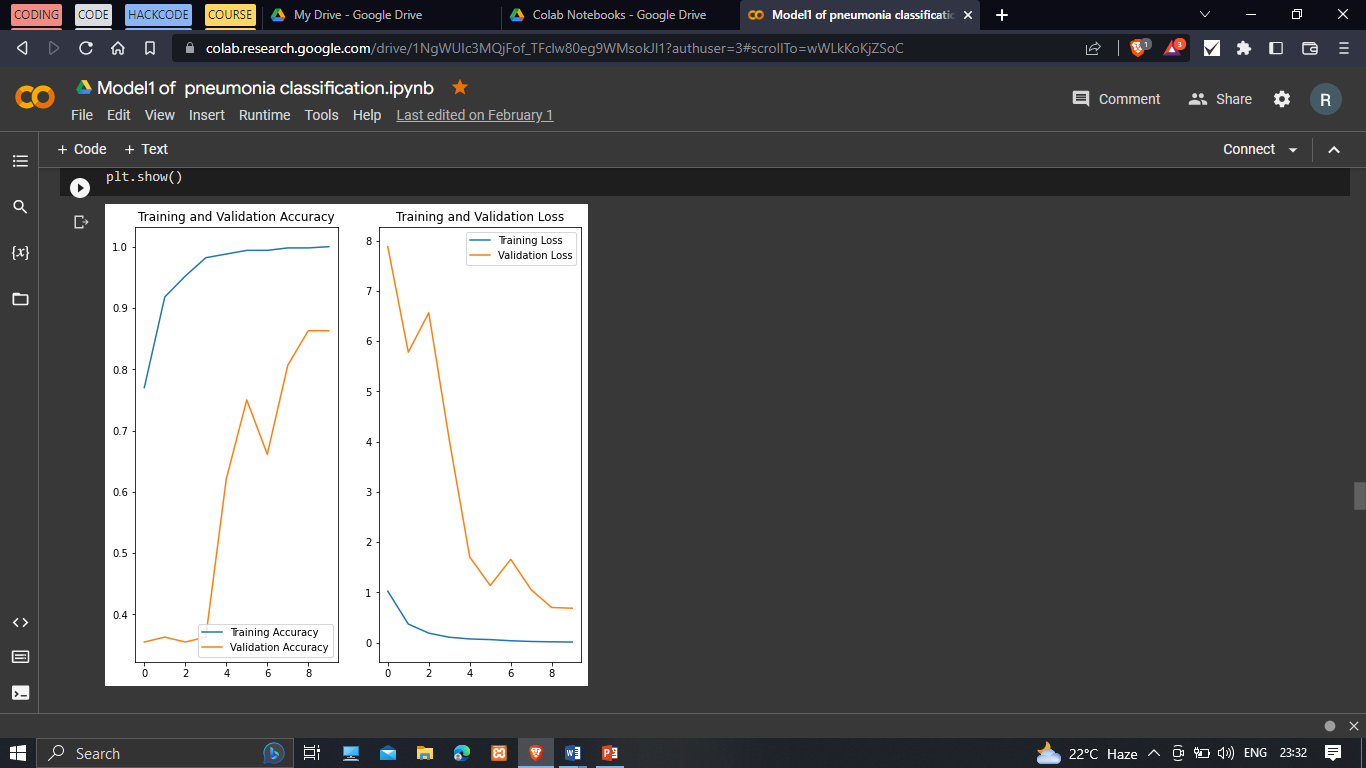 CODING CODE HACKCODE COURSE My Drive - Google Drive Colab Notebooks - Google Drive Model1 of pneumonia classificatic
colab.research.google.com/drive/1NgWUIc3MQjFof_TFclw80eg9WMsokJI1?authuser=3#scrollTo=wWLkKoKjZSoC 1 3
Model1 of pneumonia classification.ipynb
Comment Share R
File Edit View Insert Runtime Tools Help Last edited on February 1
+ Code + Text Connect
plt.show()
Training and Validation Accuracy
1.0
0.9
0.8
0.7
0.6
0.5
0.4
Training Accuracy
Validation Accuracy
0 2 4 6 8
Training and Validation Loss
Training Loss
Validation Loss
8
7
6
5
4
3
2
1
0
0 2 4 6 8
{x}
Search
22°C Haze ENG 23:32